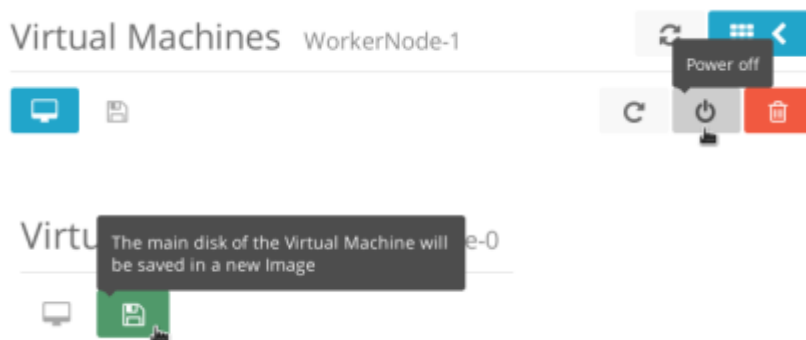 Virtual Machines WorkerNode-1
Power off
Virtu
The main disk of the Virtual Machine will
be saved in a new Image
e-0